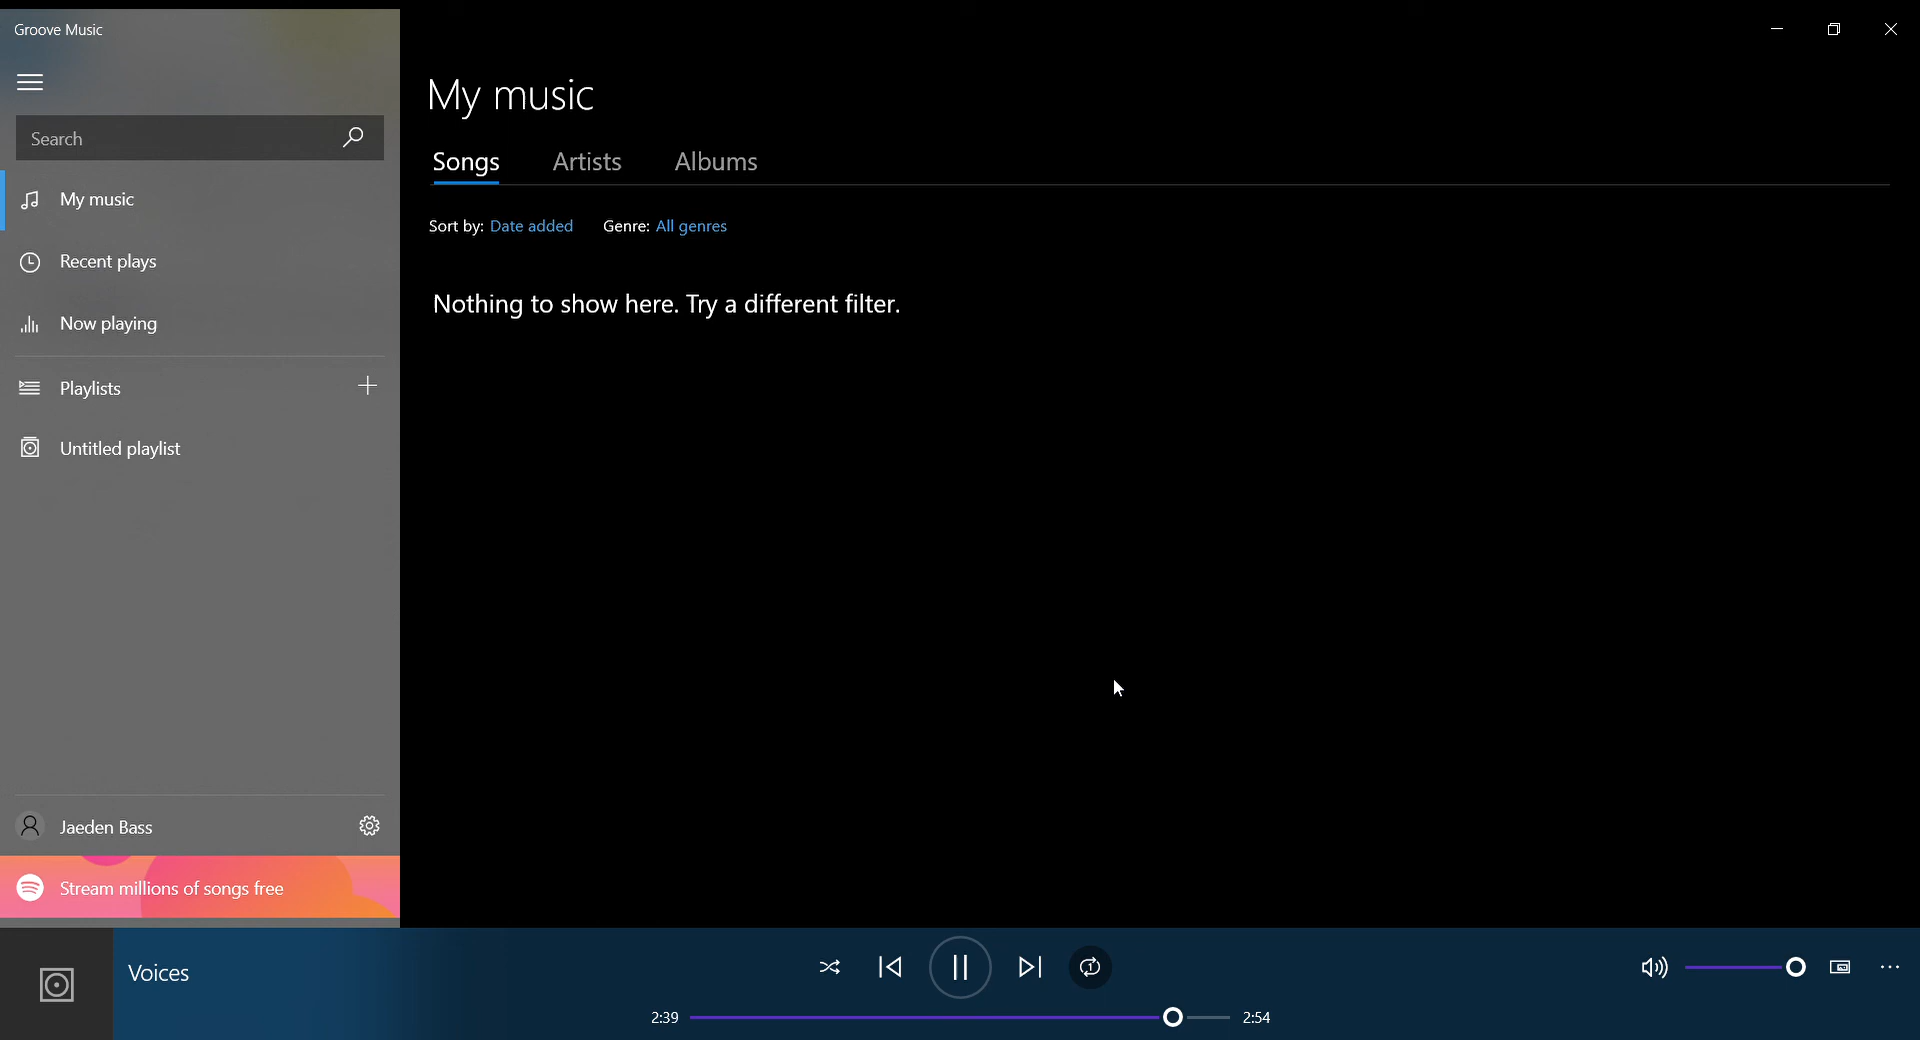 Groove Music
Search
My music
Recent plays
Now playing
Playlists
Untitled playlist
Jaeden Bass
Stream millions of songs free
My music
Songs Artists Albums
Sort by: Date added Genre: All genres
Nothing to show here. Try a different filter.
Voices
1
2:39 2:54